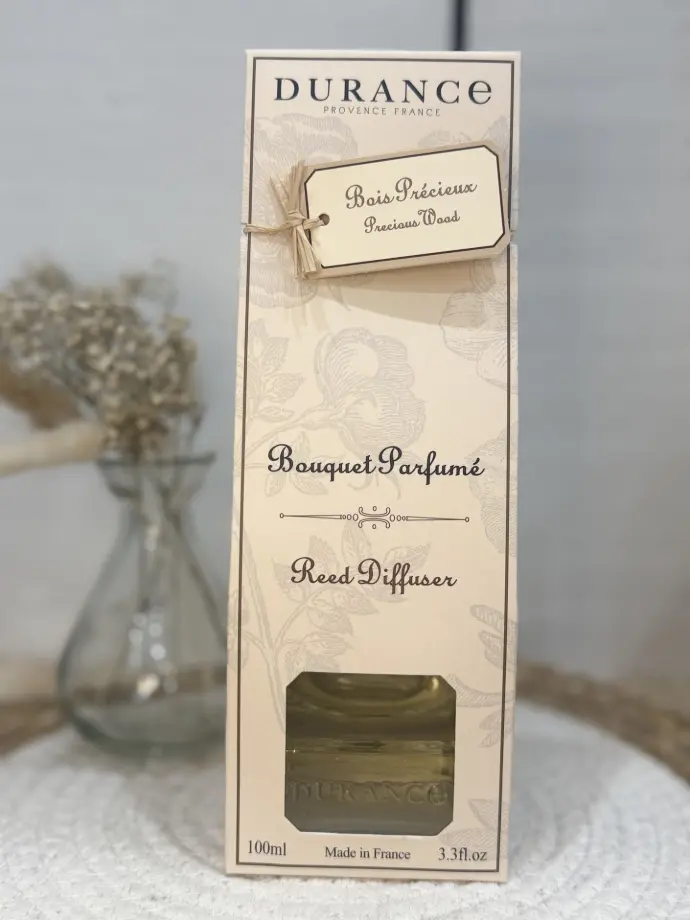 DURANCE
PROVENCE FRANCE
Bois Précieux
Precious Wood
Bouquet Parfumé
Reed Diffuser
DURANCE
100ml Made in France 3.3fl.oz